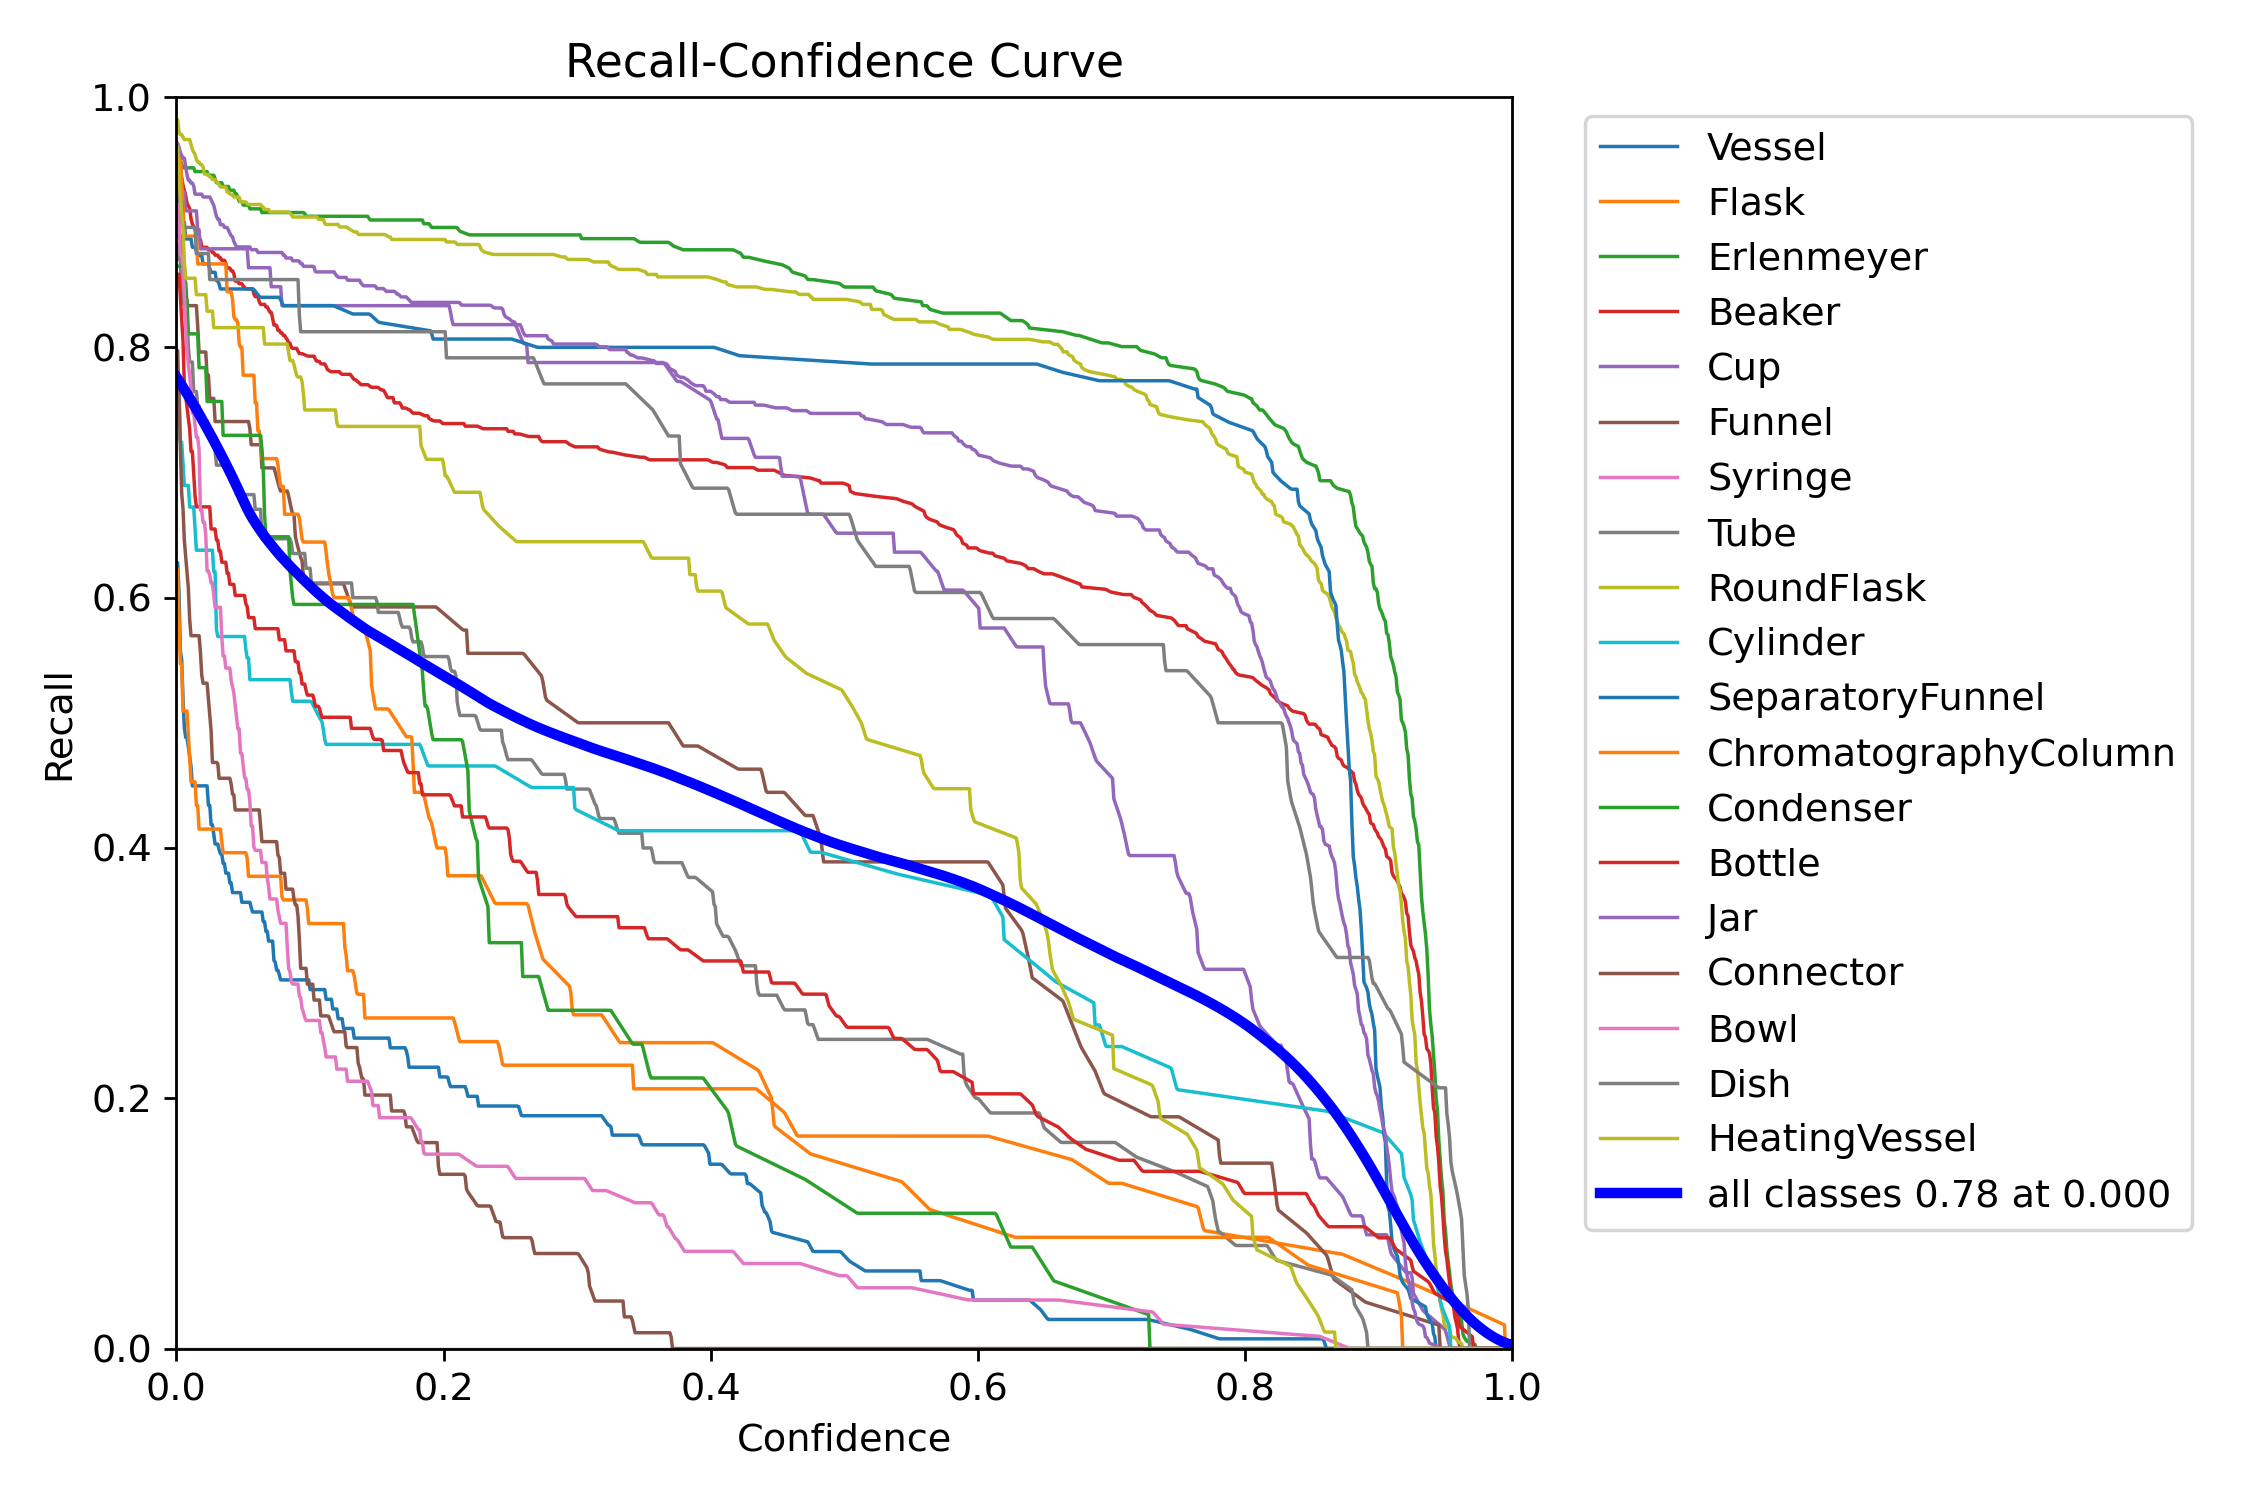 Recall-Confidence Curve
1.0
0.8
0.6
0.4
0.2
0.0
Recall
0.0 0.2 0.4 0.6 0.8 1.0
Confidence
Vessel
Flask
Erlenmeyer
Beaker
Cup
Funnel
Syringe
Tube
RoundFlask
Cylinder
SeparatoryFunnel
ChromatographyColumn
Condenser
Bottle
Jar
Connector
Bowl
Dish
HeatingVessel
all classes 0.78 at 0.000